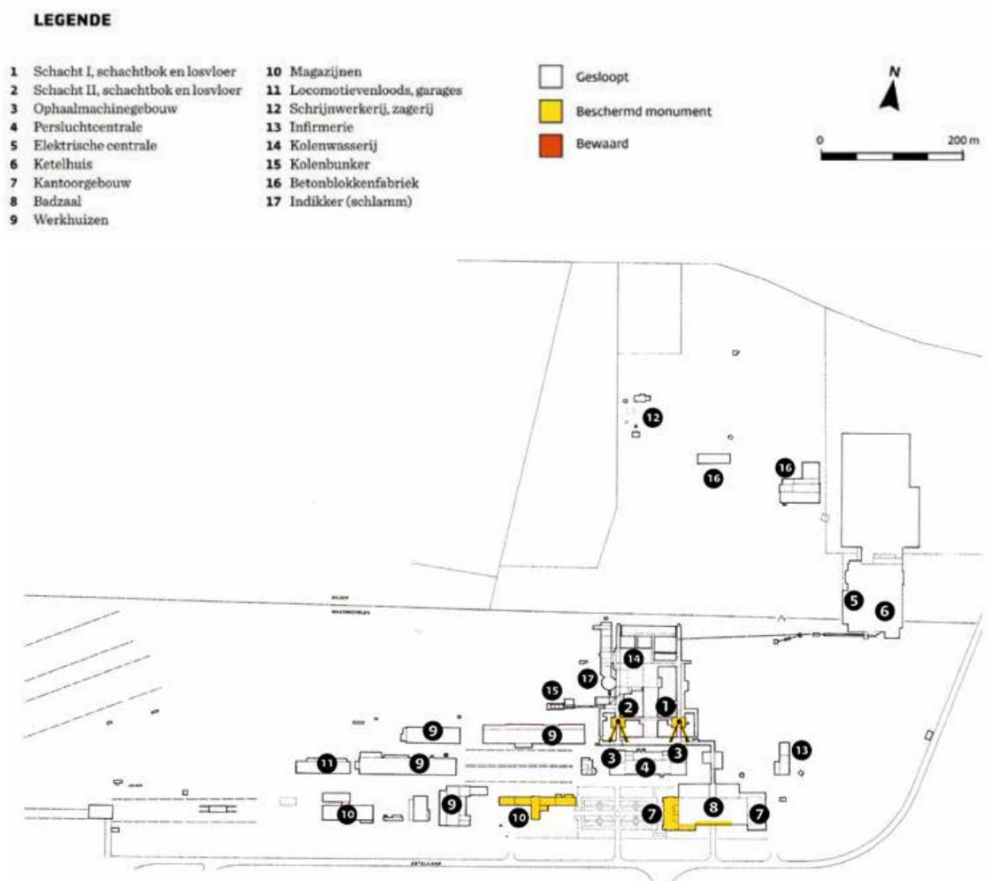 LEGENDE
1 Schacht I, schachtbok en losvloer
2 Schacht II, schachtbok en losvloer
3 Ophaalmachinegebouw
4 Persluchtcentrale
5 Elektrische centrale
6 Ketelhuis
7 Kantoorgebouw
8 Badzaal
9 Werkhuizen
10 Magazijnen
11 Locomotievenloods, garages
12 Schrijnwerkerij, zagerij
13 Infirmerie
14 Kolenwasserij
15 Kolenbunker
16 Betonblokkenfabriek
17 Indikker (schlamm)
Gesloopt
Beschermd monument
Bewaard
N
0 200 m
12
16
16
5
6
14
17
15
2
1
9
9
3
3
13
11
9
4
10
9
10
7
8
7